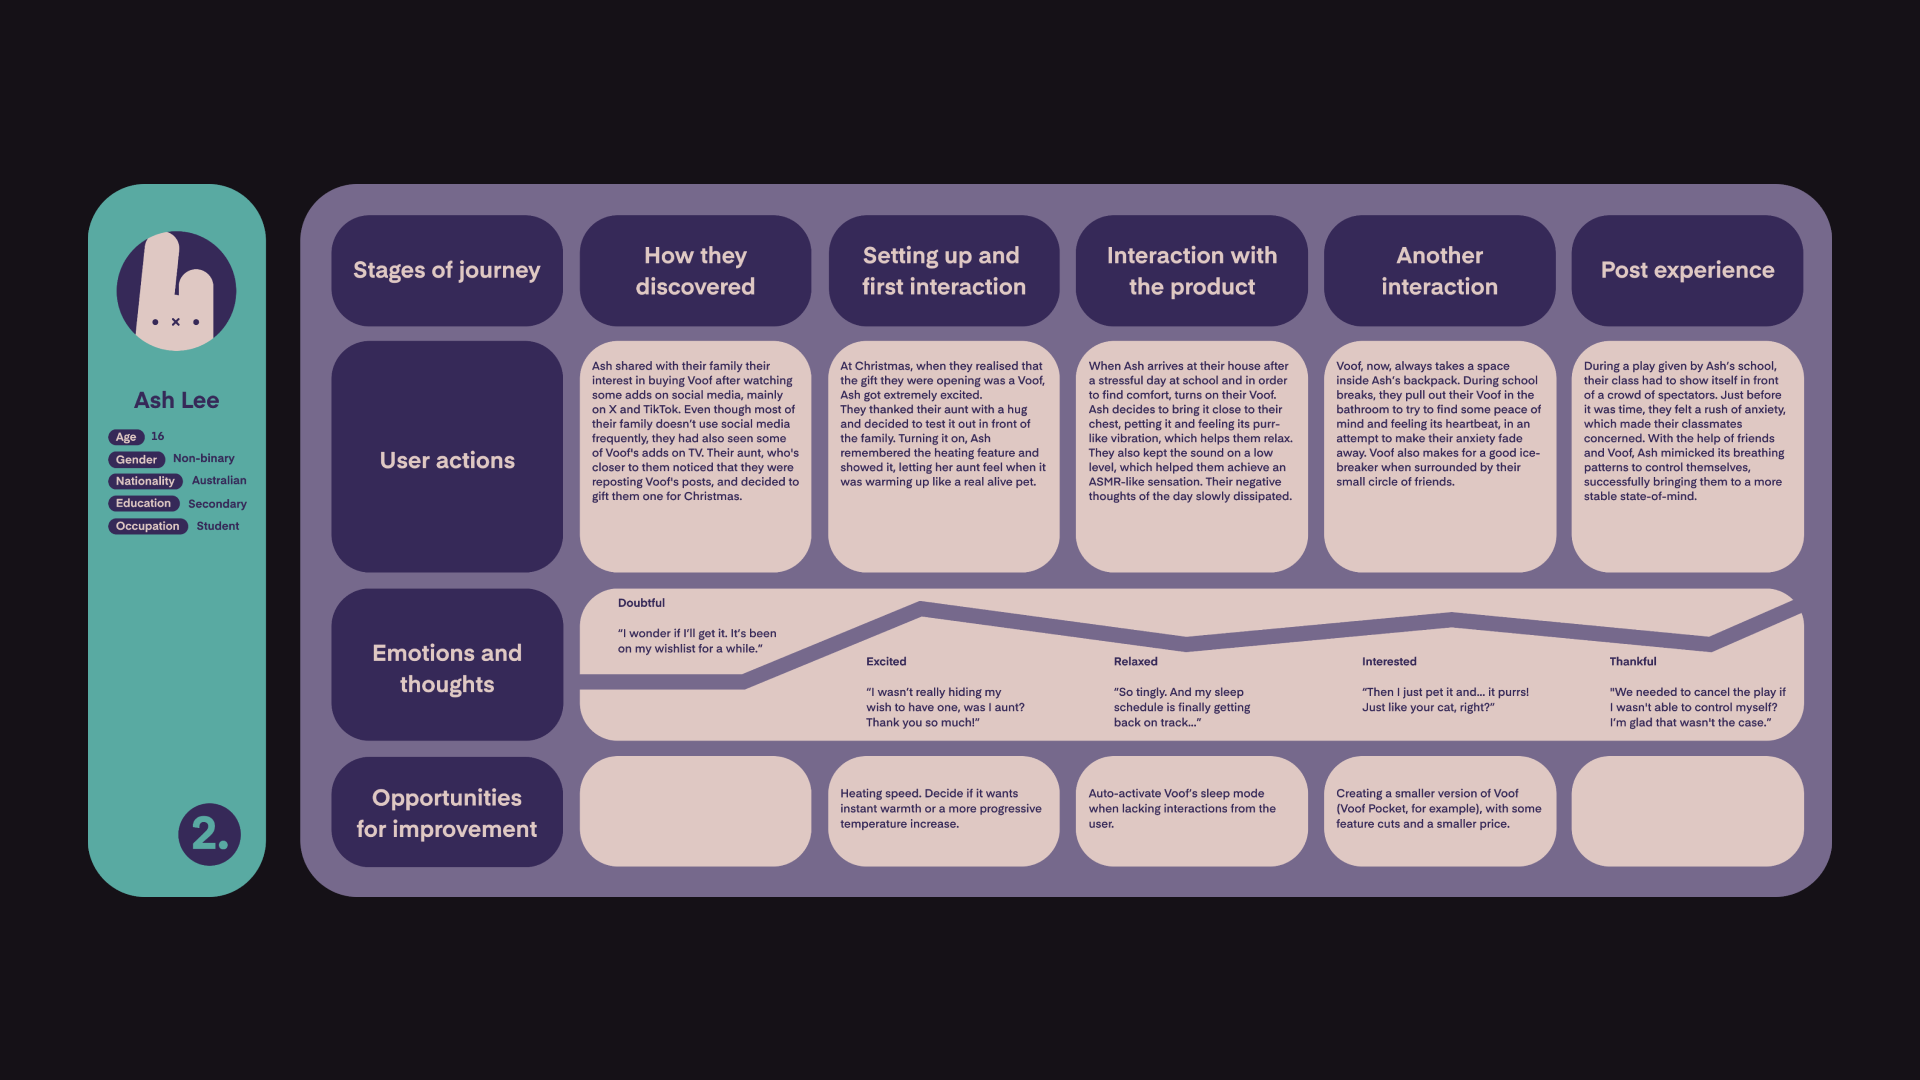 Ash Lee
Age 16
Gender Non-binary
Nationality Australian
Education Secondary
Occupation Student
2.
Stages of journey
How they
discovered
Setting up and
first interaction
Interaction with
the product
Another
interaction
Post experience
User actions
Ash shared with their family their
interest in buying Voof after watching
some adds on social media, mainly
on X and TikTok. Even though most of
their family doesn’t use social media
frequently, they had also seen some
of Voof's adds on TV. Their aunt, who's
closer to them noticed that they were
reposting Voof's posts, and decided to
gift them one for Christmas.
At Christmas, when they realised that
the gift they were opening was a Voof,
Ash got extremely excited.
They thanked their aunt with a hug
and decided to test it out in front of
the family. Turning it on, Ash
remembered the heating feature and
showed it, letting her aunt feel when it
was warming up like a real alive pet.
When Ash arrives at their house after
a stressful day at school and in order
to find comfort, turns on their Voof.
Ash decides to bring it close to their
chest, petting it and feeling its purr-
like vibration, which helps them relax.
They also kept the sound on a low
level, which helped them achieve an
ASMR-like sensation. Their negative
thoughts of the day slowly dissipated.
Voof, now, always takes a space
inside Ash’s backpack. During school
breaks, they pull out their Voof in the
bathroom to try to find some peace of
mind and feeling its heartbeat, in an
attempt to make their anxiety fade
away. Voof also makes for a good ice-
breaker when surrounded by their
small circle of friends.
During a play given by Ash’s school,
their class had to show itself in front
of a crowd of spectators. Just before
it was time, they felt a rush of anxiety,
which made their classmates
concerned. With the help of friends
and Voof, Ash mimicked its breathing
patterns to control themselves,
successfully bringing them to a more
stable state-of-mind.
Emotions and
thoughts
Doubtful
“I wonder if I’ll get it. It’s been
on my wishlist for a while.”
Excited
“I wasn’t really hiding my
wish to have one, was I aunt?
Thank you so much!”
Relaxed
“So tingly. And my sleep
schedule is finally getting
back on track...”
Interested
“Then I just pet it and... it purrs!
Just like your cat, right?”
Thankful
"We needed to cancel the play if
I wasn't able to control myself?
I’m glad that wasn't the case.”
Opportunities
for improvement
Heating speed. Decide if it wants
instant warmth or a more progressive
temperature increase.
Auto-activate Voof’s sleep mode
when lacking interactions from the
user.
Creating a smaller version of Voof
(Voof Pocket, for example), with some
feature cuts and a smaller price.